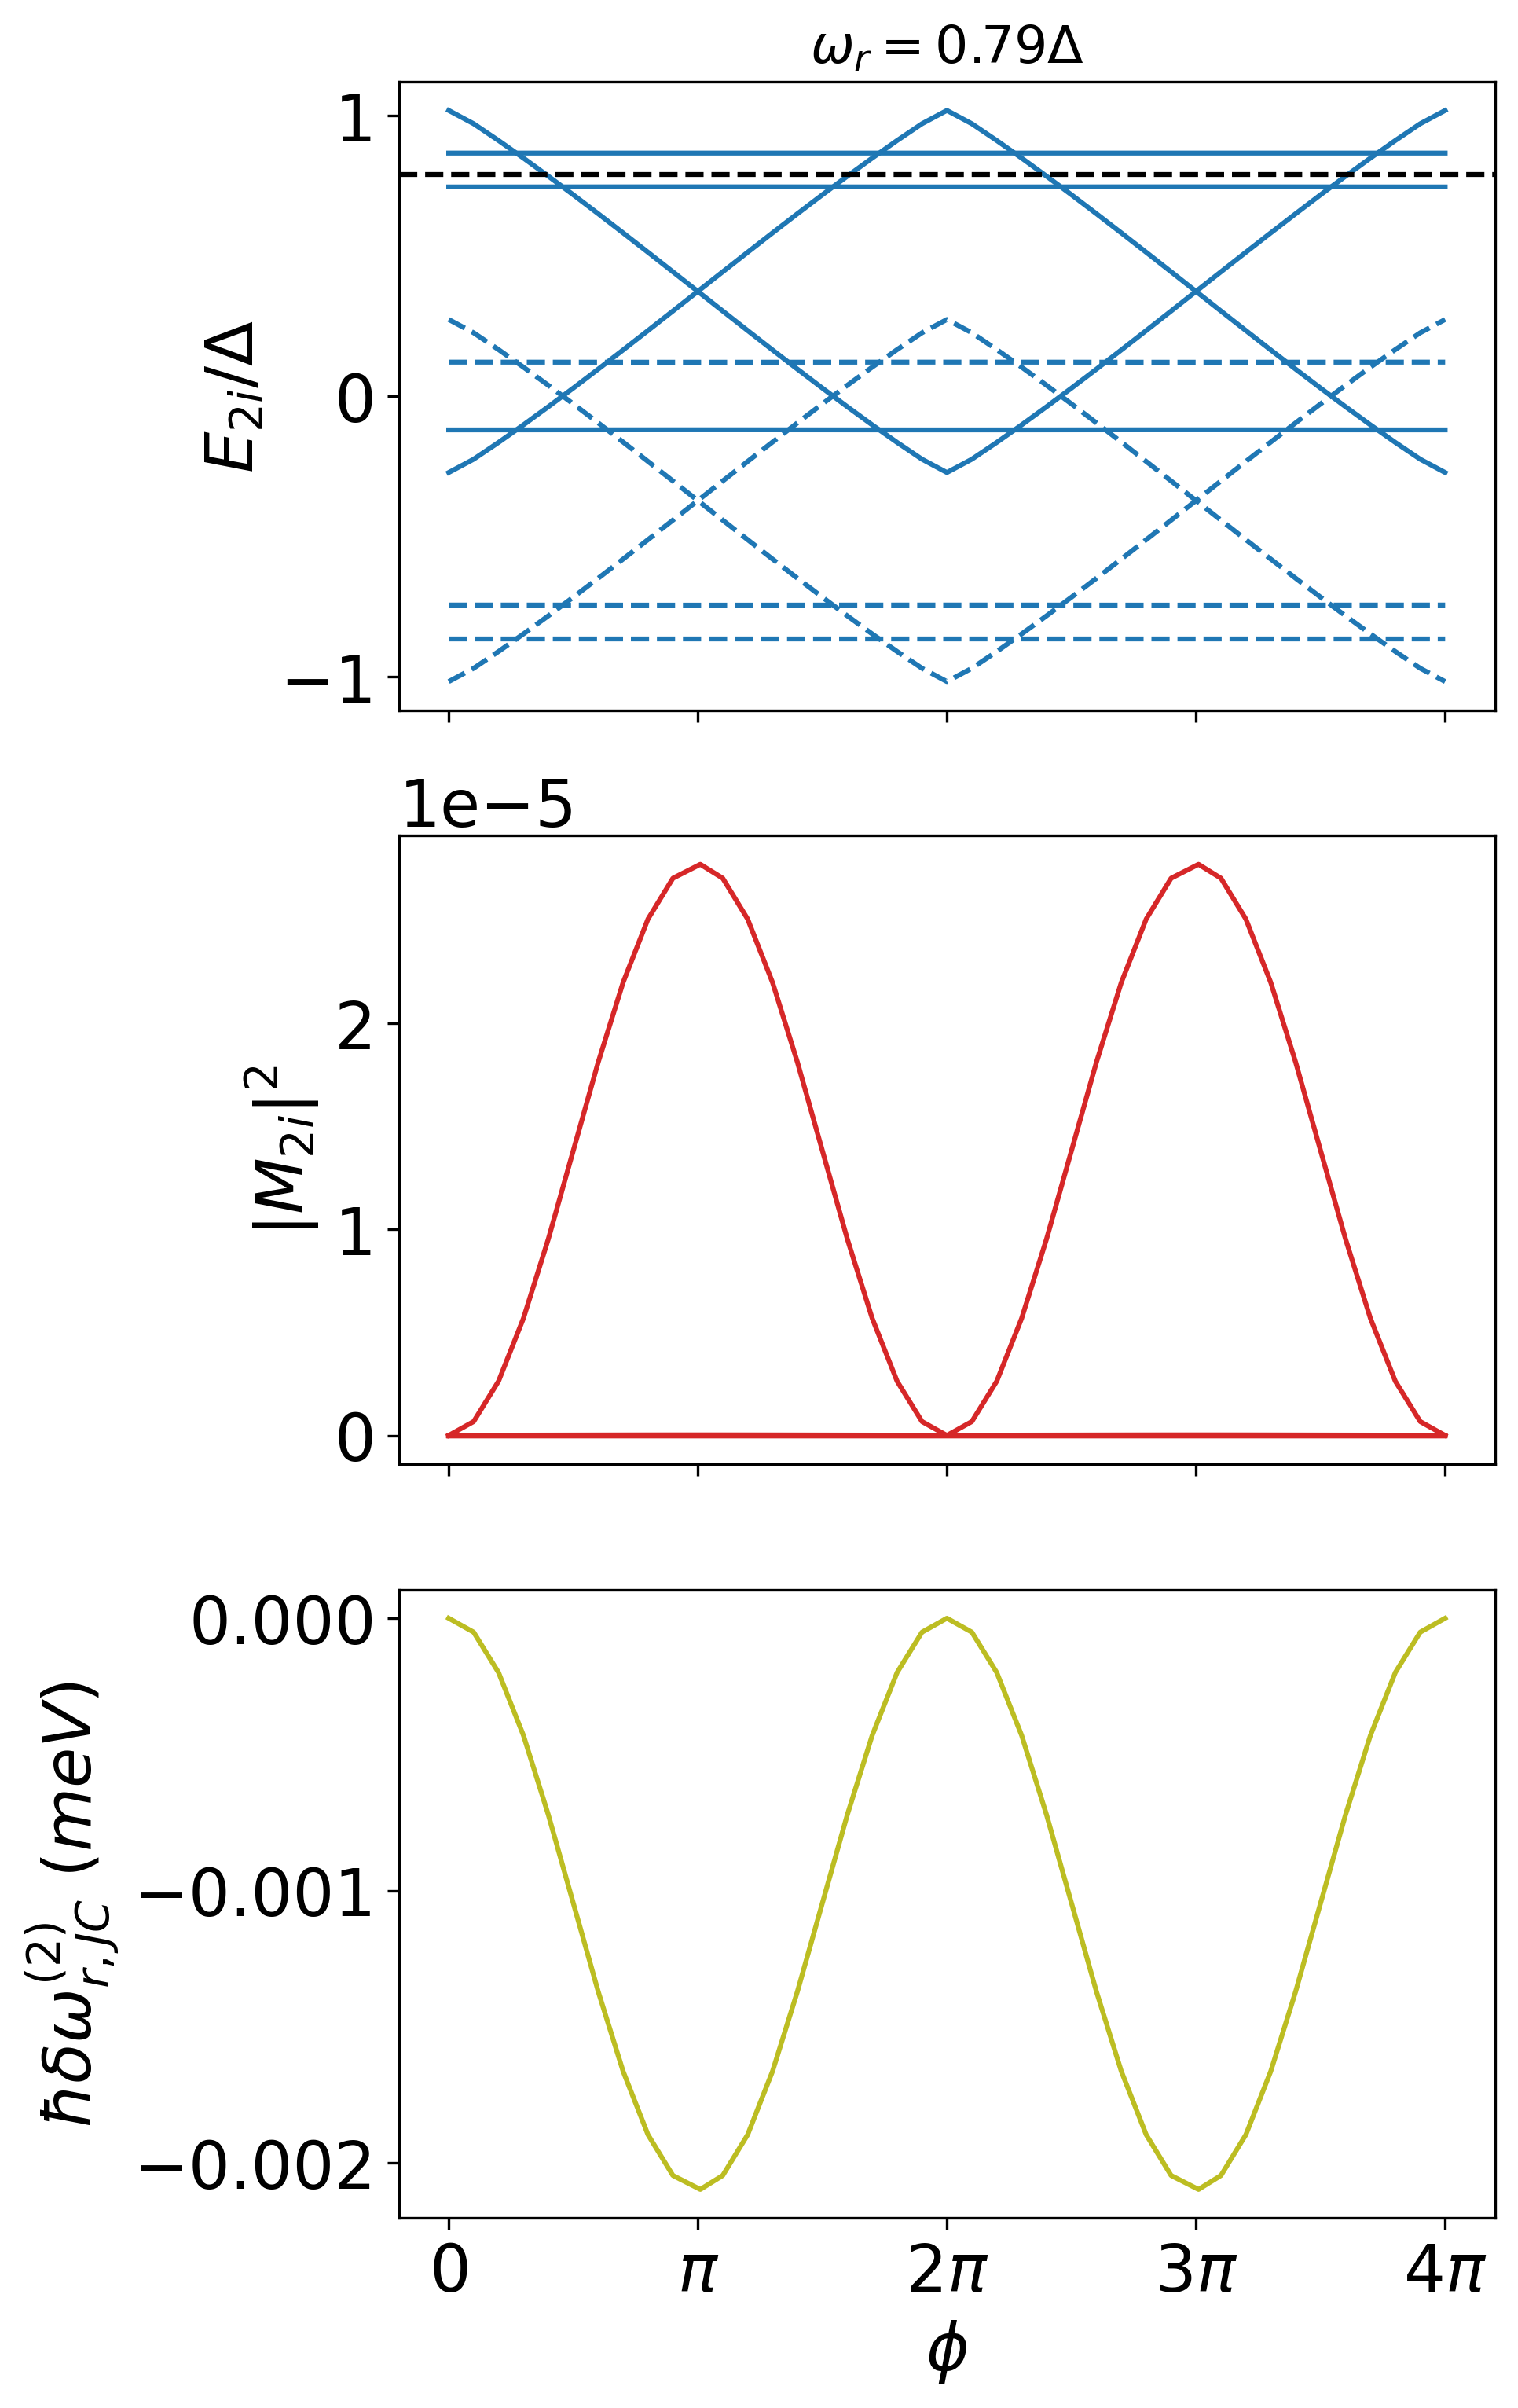 ω_r = 0.79Δ
1
0
−1
E_{2i}/Δ
1e−5
2
1
0
|M_{2i}|^2
0.000
−0.001
−0.002
ħδω_{r,JC}^{(2)} (meV)
0 π 2π 3π 4π
ϕ